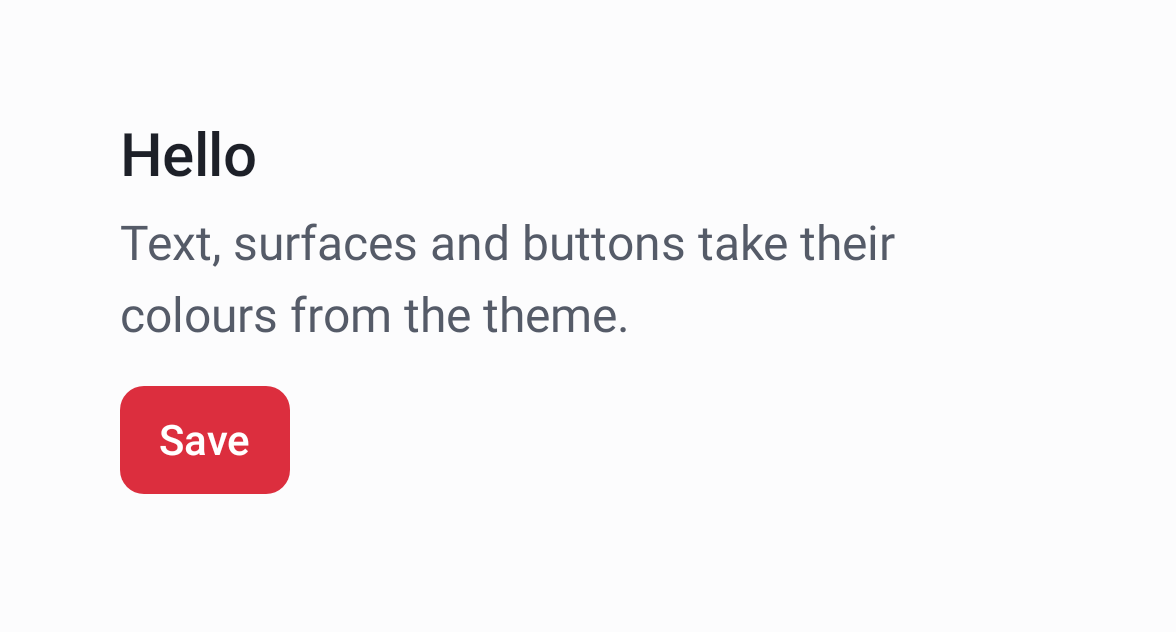 Hello
Text, surfaces and buttons take their
colours from the theme.
Save